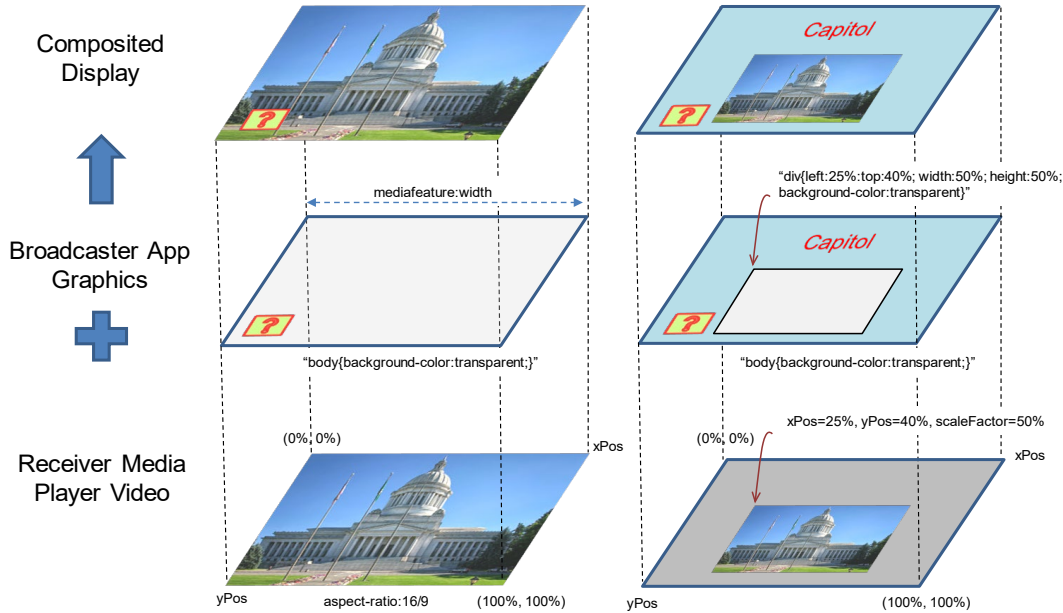 Composited
Display
Capitol
?
?
mediafeature:width
“div{left:25%:top:40%; width:50%; height:50%;
background-color:transparent}”
Broadcaster App
Graphics
Capitol
?
?
“body{background-color:transparent;}”
“body{background-color:transparent;}”
xPos=25%, yPos=40%, scaleFactor=50%
(0%, 0%)
xPos
(0%, 0%)
xPos
Receiver Media
Player Video
yPos
aspect-ratio:16/9
(100%, 100%)
yPos
(100%, 100%)